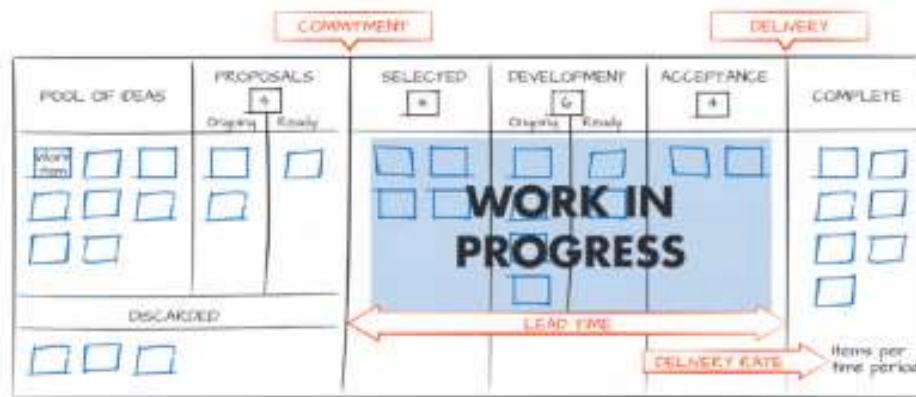 COMMITMENT
DELIVERY
POOL OF IDEAS
PROPOSALS
Ongoing Ready
SELECTED
DEVELOPMENT
6
Ongoing Ready
ACCEPTANCE
4
COMPLETE
Work
Item
WORK IN
PROGRESS
DISCARDED
LEAD TIME
DELIVERY RATE
Items per
time period